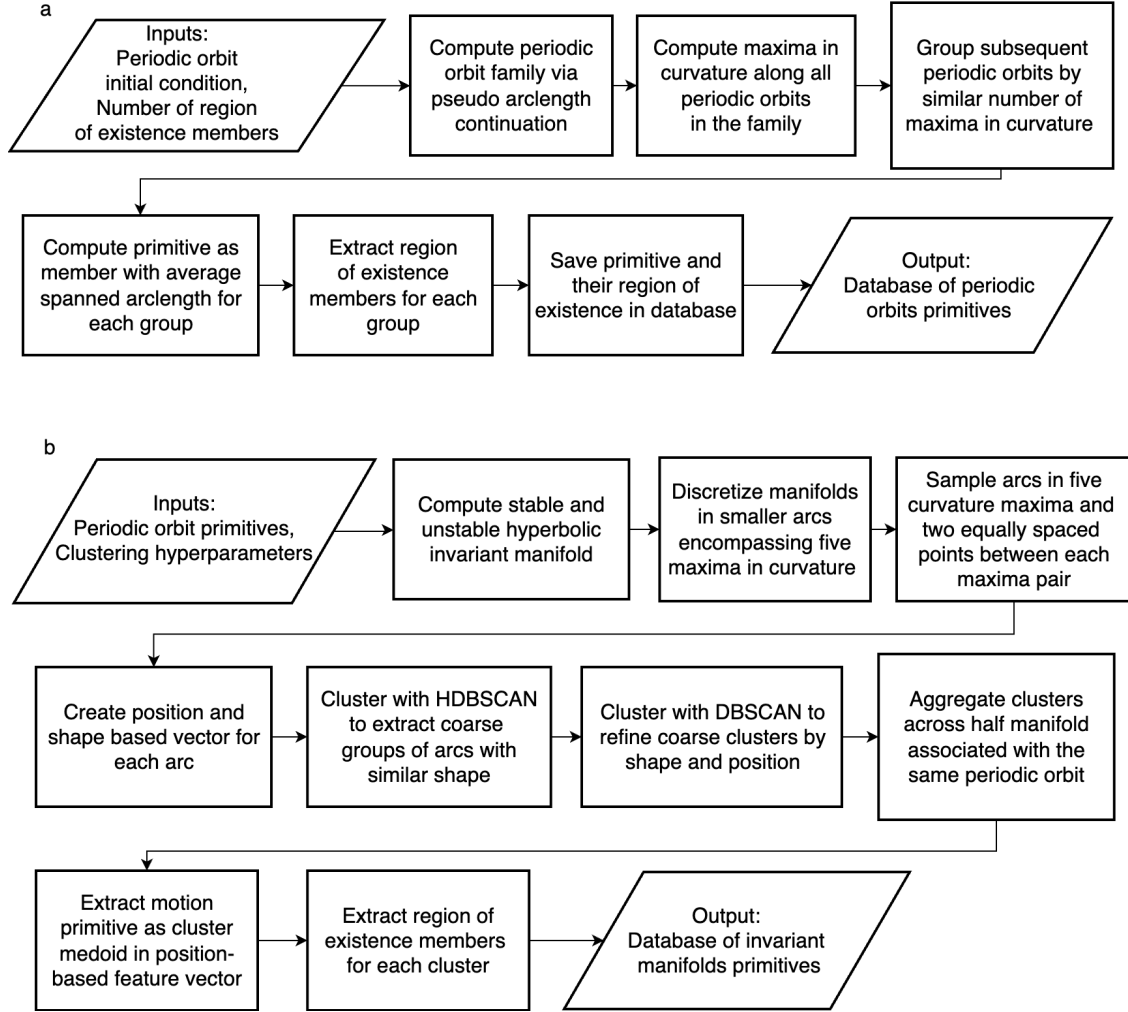 a
Inputs:
Periodic orbit
initial condition,
Number of region
of existence members
Compute periodic
orbit family via
pseudo arclength
continuation
Compute maxima in
curvature along all
periodic orbits
in the family
Group subsequent
periodic orbits by
similar number of
maxima in curvature
Compute primitive as
member with average
spanned arclength for
each group
Extract region
of existence
members for each
group
Save primitive and
their region of
existence in database
Output:
Database of periodic
orbits primitives
b
Inputs:
Periodic orbit primitives,
Clustering hyperparameters
Compute stable and
unstable hyperbolic
invariant manifold
Discretize manifolds
in smaller arcs
encompassing five
maxima in curvature
Sample arcs in five
curvature maxima and
two equally spaced
points between each
maxima pair
Create position and
shape based vector for
each arc
Cluster with HDBSCAN
to extract coarse
groups of arcs with
similar shape
Cluster with DBSCAN to
refine coarse clusters by
shape and position
Aggregate clusters
across half manifold
associated with the
same periodic orbit
Extract motion
primitive as cluster
medoid in position-
based feature vector
Extract region of
existence members
for each cluster
Output:
Database of invariant
manifolds primitives